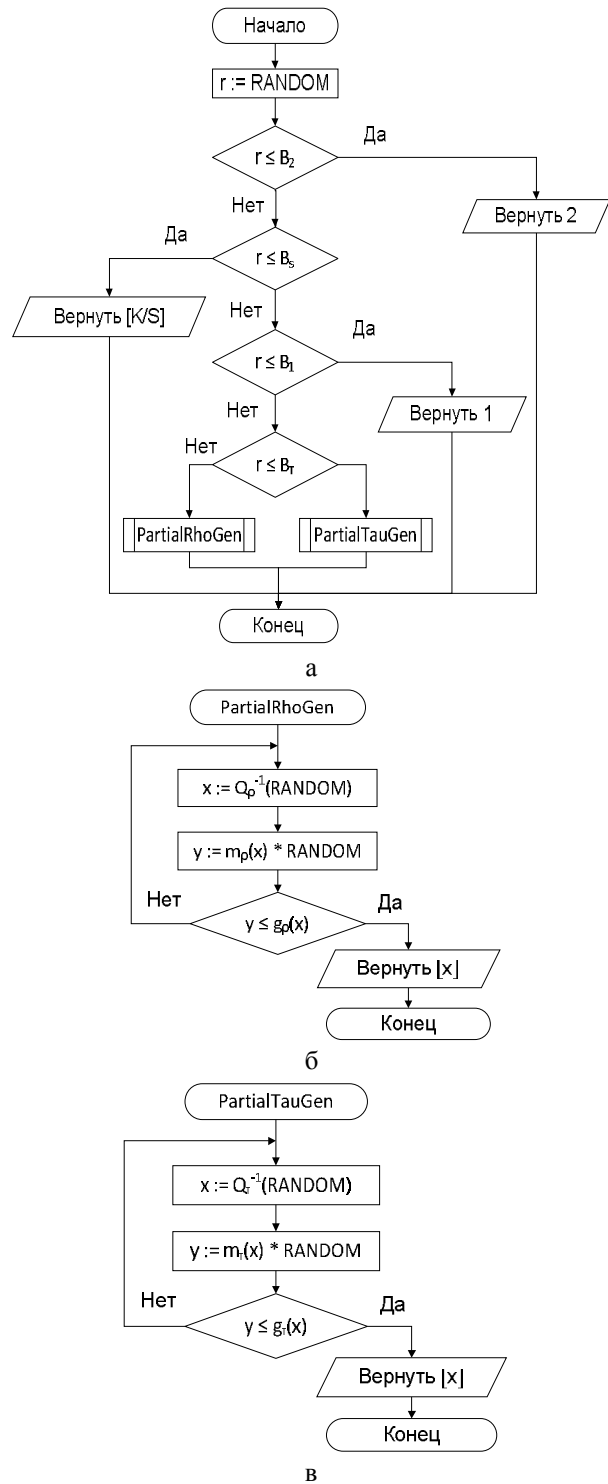 Начало
r := RANDOM
Да
r ≤ B₂
Нет
Вернуть 2
Да
r ≤ Bₛ
Вернуть [K/S]
Нет
Да
r ≤ B₁
Нет
Вернуть 1
Нет
r ≤ Bτ
PartialRhoGen
PartialTauGen
Конец
а
PartialRhoGen
x := Qρ⁻¹(RANDOM)
y := mρ(x) * RANDOM
Нет
Да
y ≤ gρ(x)
Вернуть ⌊x⌋
Конец
б
PartialTauGen
x := Qτ⁻¹(RANDOM)
y := mτ(x) * RANDOM
Нет
Да
y ≤ gτ(x)
Вернуть ⌊x⌋
Конец
в